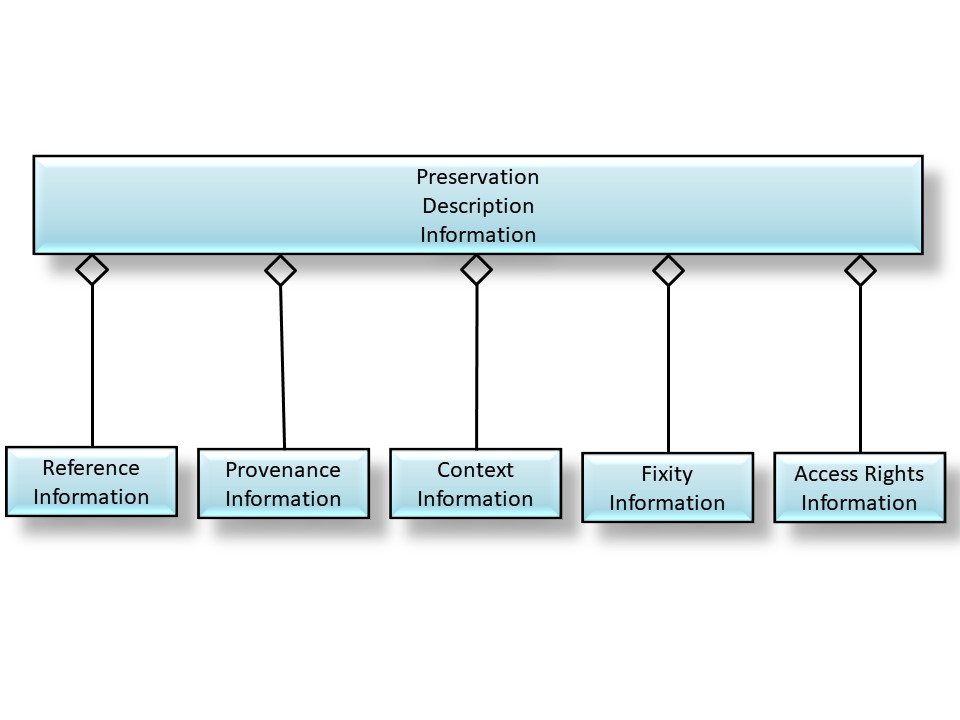 Preservation
Description
Information
Reference
Information
Provenance
Information
Context
Information
Fixity
Information
Access Rights
Information